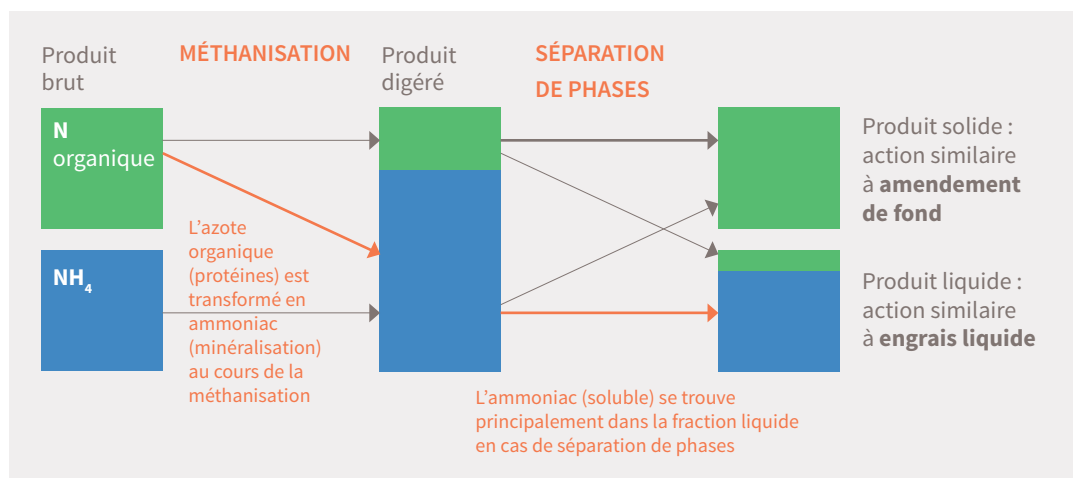 Produit
brut
MÉTHANISATION
Produit
digéré
SÉPARATION
DE PHASES
N
organique
NH4
L'azote
organique
(protéines) est
transformé en
ammoniac
(minéralisation)
au cours de la
méthanisation
Produit solide :
action similaire
à amendement
de fond
Produit liquide :
action similaire
à engrais liquide
L'ammoniac (soluble) se trouve
principalement dans la fraction liquide
en cas de séparation de phases